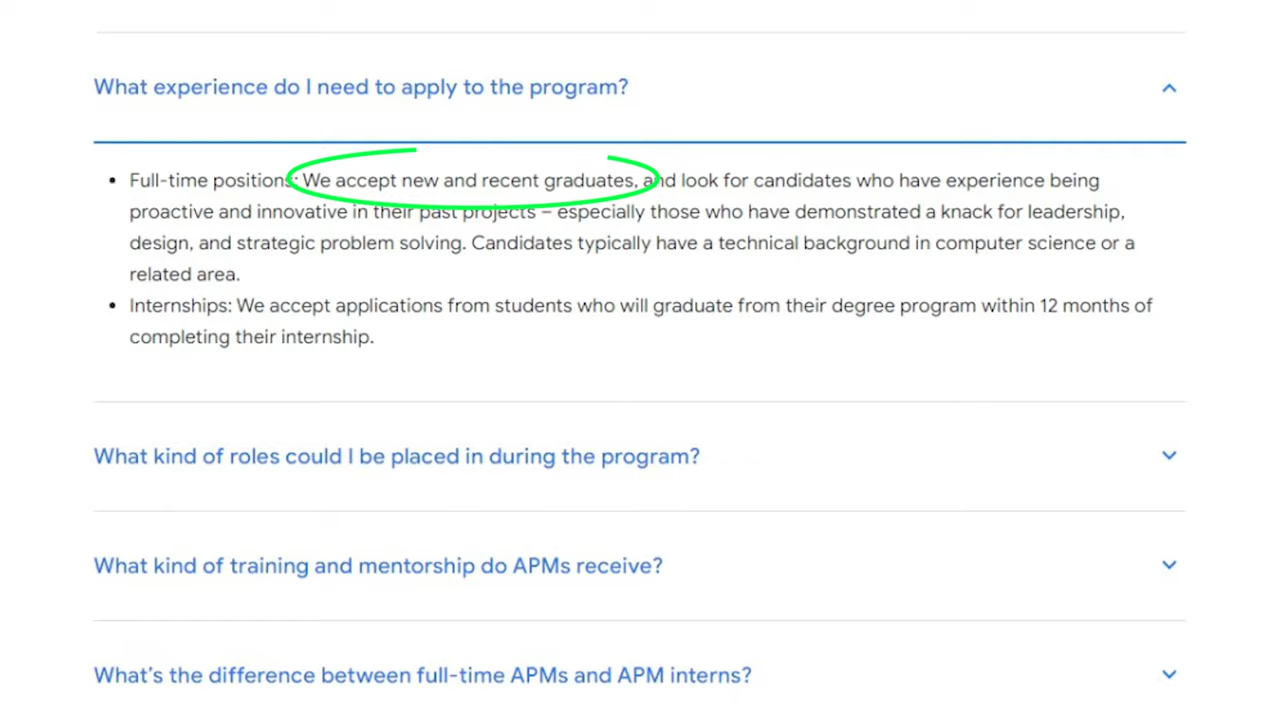 What experience do I need to apply to the program?
Full-time positions: We accept new and recent graduates, and look for candidates who have experience being
proactive and innovative in their past projects – especially those who have demonstrated a knack for leadership,
design, and strategic problem solving. Candidates typically have a technical background in computer science or a
related area.
Internships: We accept applications from students who will graduate from their degree program within 12 months of
completing their internship.
What kind of roles could I be placed in during the program?
What kind of training and mentorship do APMs receive?
What's the difference between full-time APMs and APM interns?